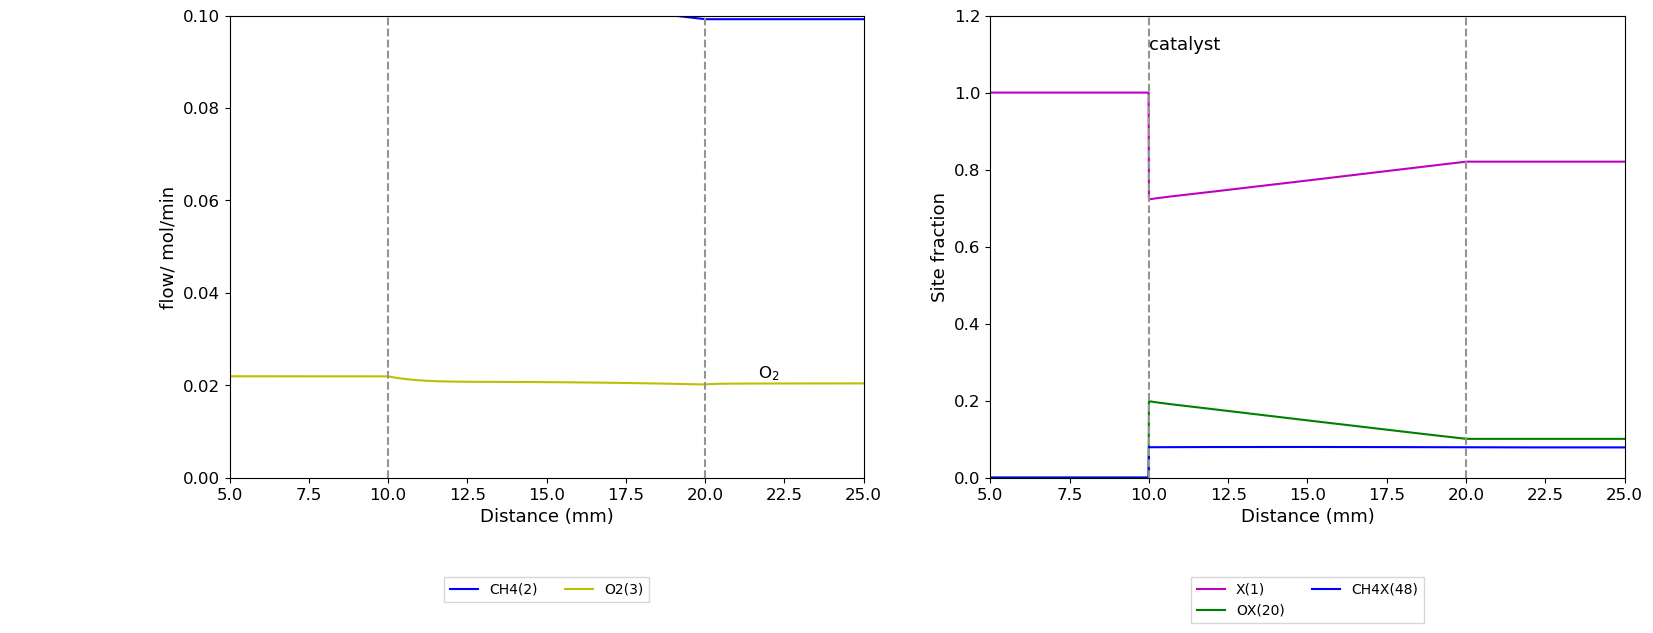 0.10
0.08
0.06
0.04
0.02
0.00
flow/ mol/min
O₂
5.0 7.5 10.0 12.5 15.0 17.5 20.0 22.5 25.0
Distance (mm)
CH4(2) O2(3)
1.2
1.0
0.8
0.6
0.4
0.2
0.0
Site fraction
catalyst
5.0 7.5 10.0 12.5 15.0 17.5 20.0 22.5 25.0
Distance (mm)
X(1) CH4X(48)
OX(20)